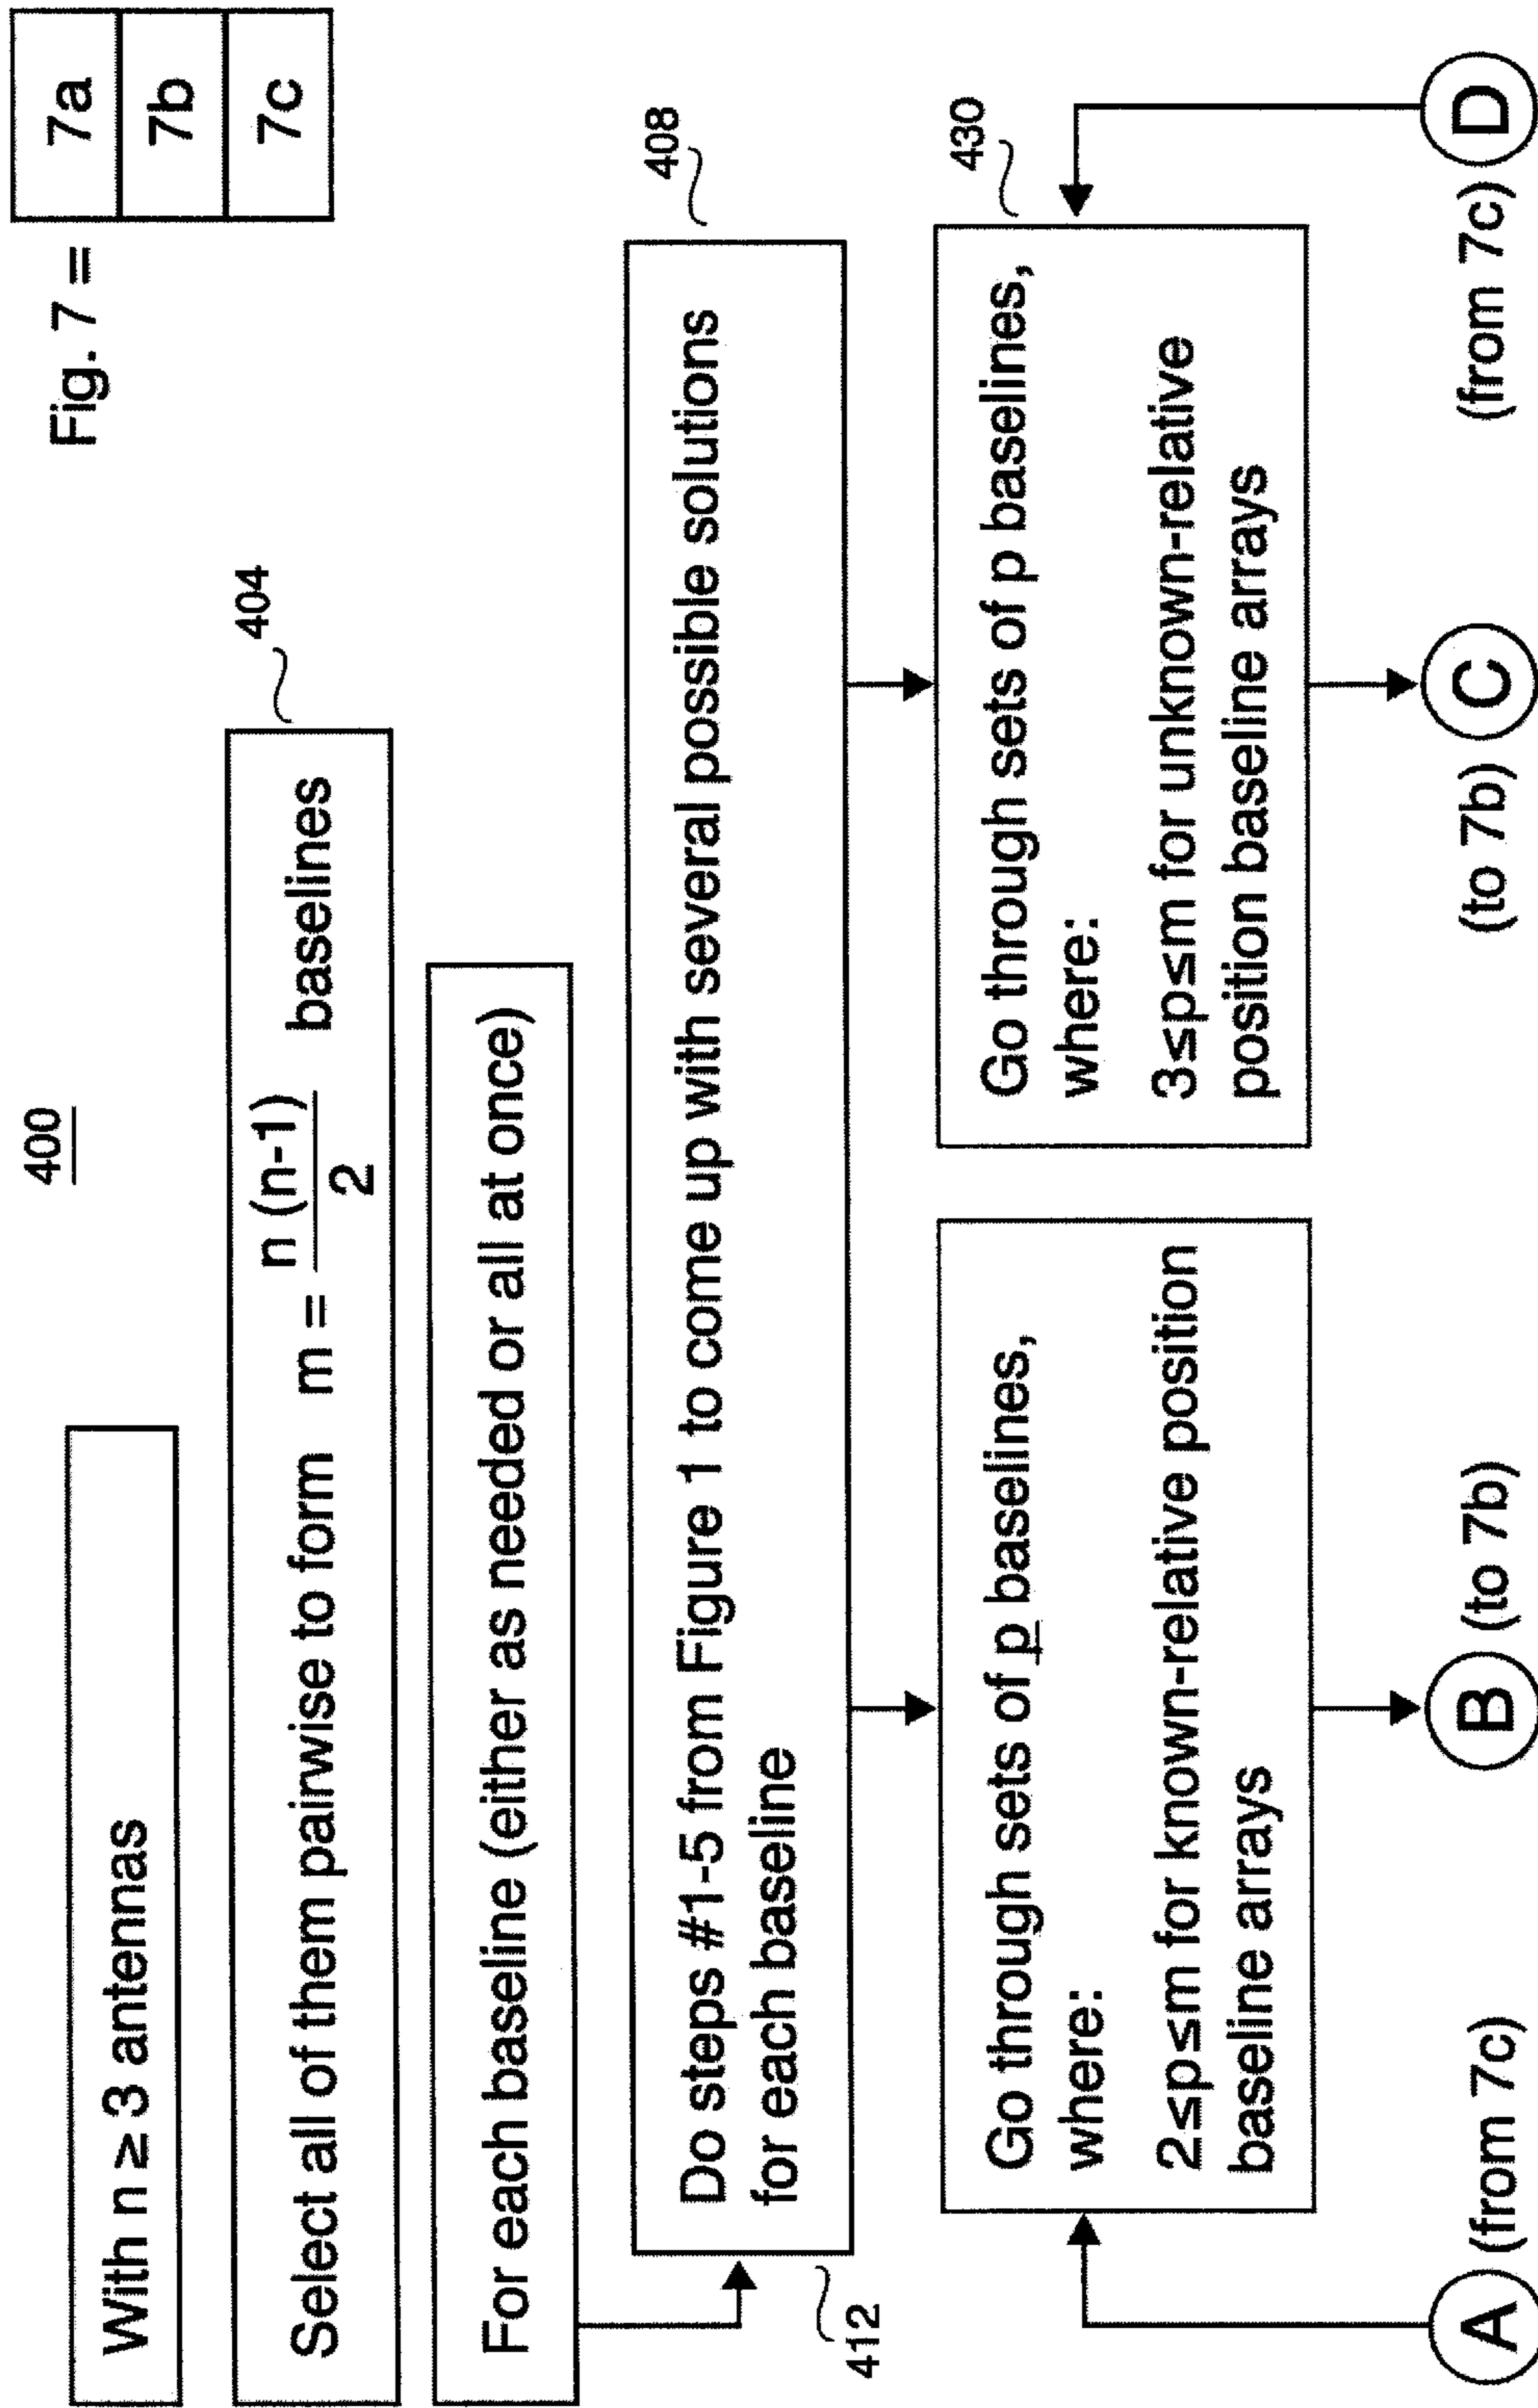 400
Fig. 7 =
7a
7b
7c
With n ≥ 3 antennas
404
Select all of them pairwise to form m = n (n-1) / 2 baselines
For each baseline (either as needed or all at once)
408
Do steps #1-5 from Figure 1 to come up with several possible solutions
for each baseline
412
Go through sets of p baselines,
where:
2≤p≤m for known-relative position
baseline arrays
430
Go through sets of p baselines,
where:
3≤p≤m for unknown-relative
position baseline arrays
A (from 7c)
B (to 7b)
(to 7b) C
(from 7c) D